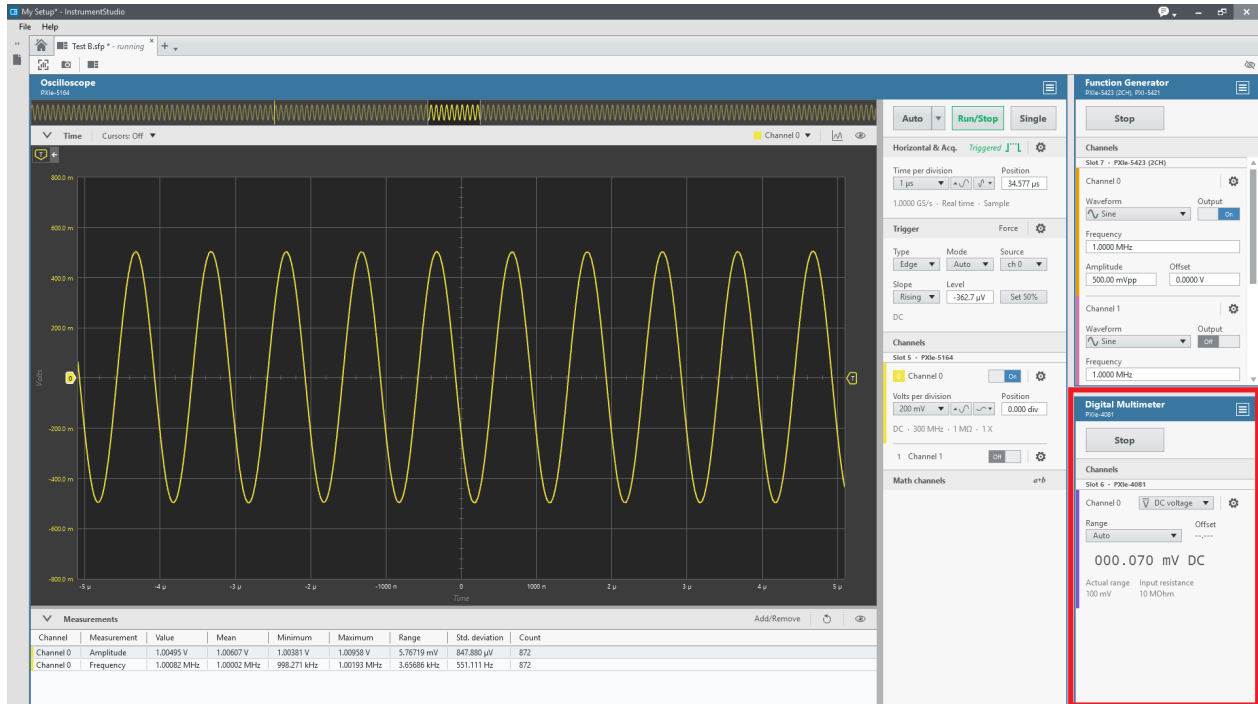 My Setup* - InstrumentStudio
File Help
Test B.sfp * - running
Oscilloscope
PXIe-5164
Time Cursors: Off Channel 0
T
800.0 m
600.0 m
400.0 m
200.0 m
0
-200.0 m
-400.0 m
-600.0 m
-800.0 m
Volts
T
-5 μ -4 μ -3 μ -2 μ -1000 n 0 1000 n 2 μ 3 μ 4 μ 5 μ
Time
Measurements Add/Remove
Channel Measurement Value Mean Minimum Maximum Range Std. deviation Count
Channel 0 Amplitude 1.00495 V 1.00607 V 1.00381 V 1.00958 V 5.76719 mV 847.880 μV 872
Channel 0 Frequency 1.00082 MHz 1.00002 MHz 998.271 kHz 1.00193 MHz 3.65686 kHz 551.111 Hz 872
Auto Run/Stop Single
Horizontal & Acq. Triggered
Time per division Position
1 μs 34.577 μs
1.0000 GS/s - Real time - Sample
Trigger Force
Type Mode Source
Edge Auto ch 0
Slope Level
Rising -362.7 μV Set 50%
DC
Channels
Slot 5 - PXIe-5164
0 Channel 0 On
Volts per division Position
200 mV 0.000 div
DC - 300 MHz - 1 MΩ - 1 X
1 Channel 1 Off
Math channels a+b
Function Generator
PXIe-5423 (2CH), PXI-5421
Stop
Channels
Slot 7 - PXIe-5423 (2CH)
Channel 0
Waveform Output
Sine On
Frequency
1.0000 MHz
Amplitude Offset
500.00 mVpp 0.0000 V
Channel 1
Waveform Output
Sine Off
Frequency
1.0000 MHz
Digital Multimeter
PXIe-4081
Stop
Channels
Slot 6 - PXIe-4081
Channel 0 DC voltage
Range Offset
Auto --.---
000.070 mV DC
Actual range Input resistance
100 mV 10 MOhm